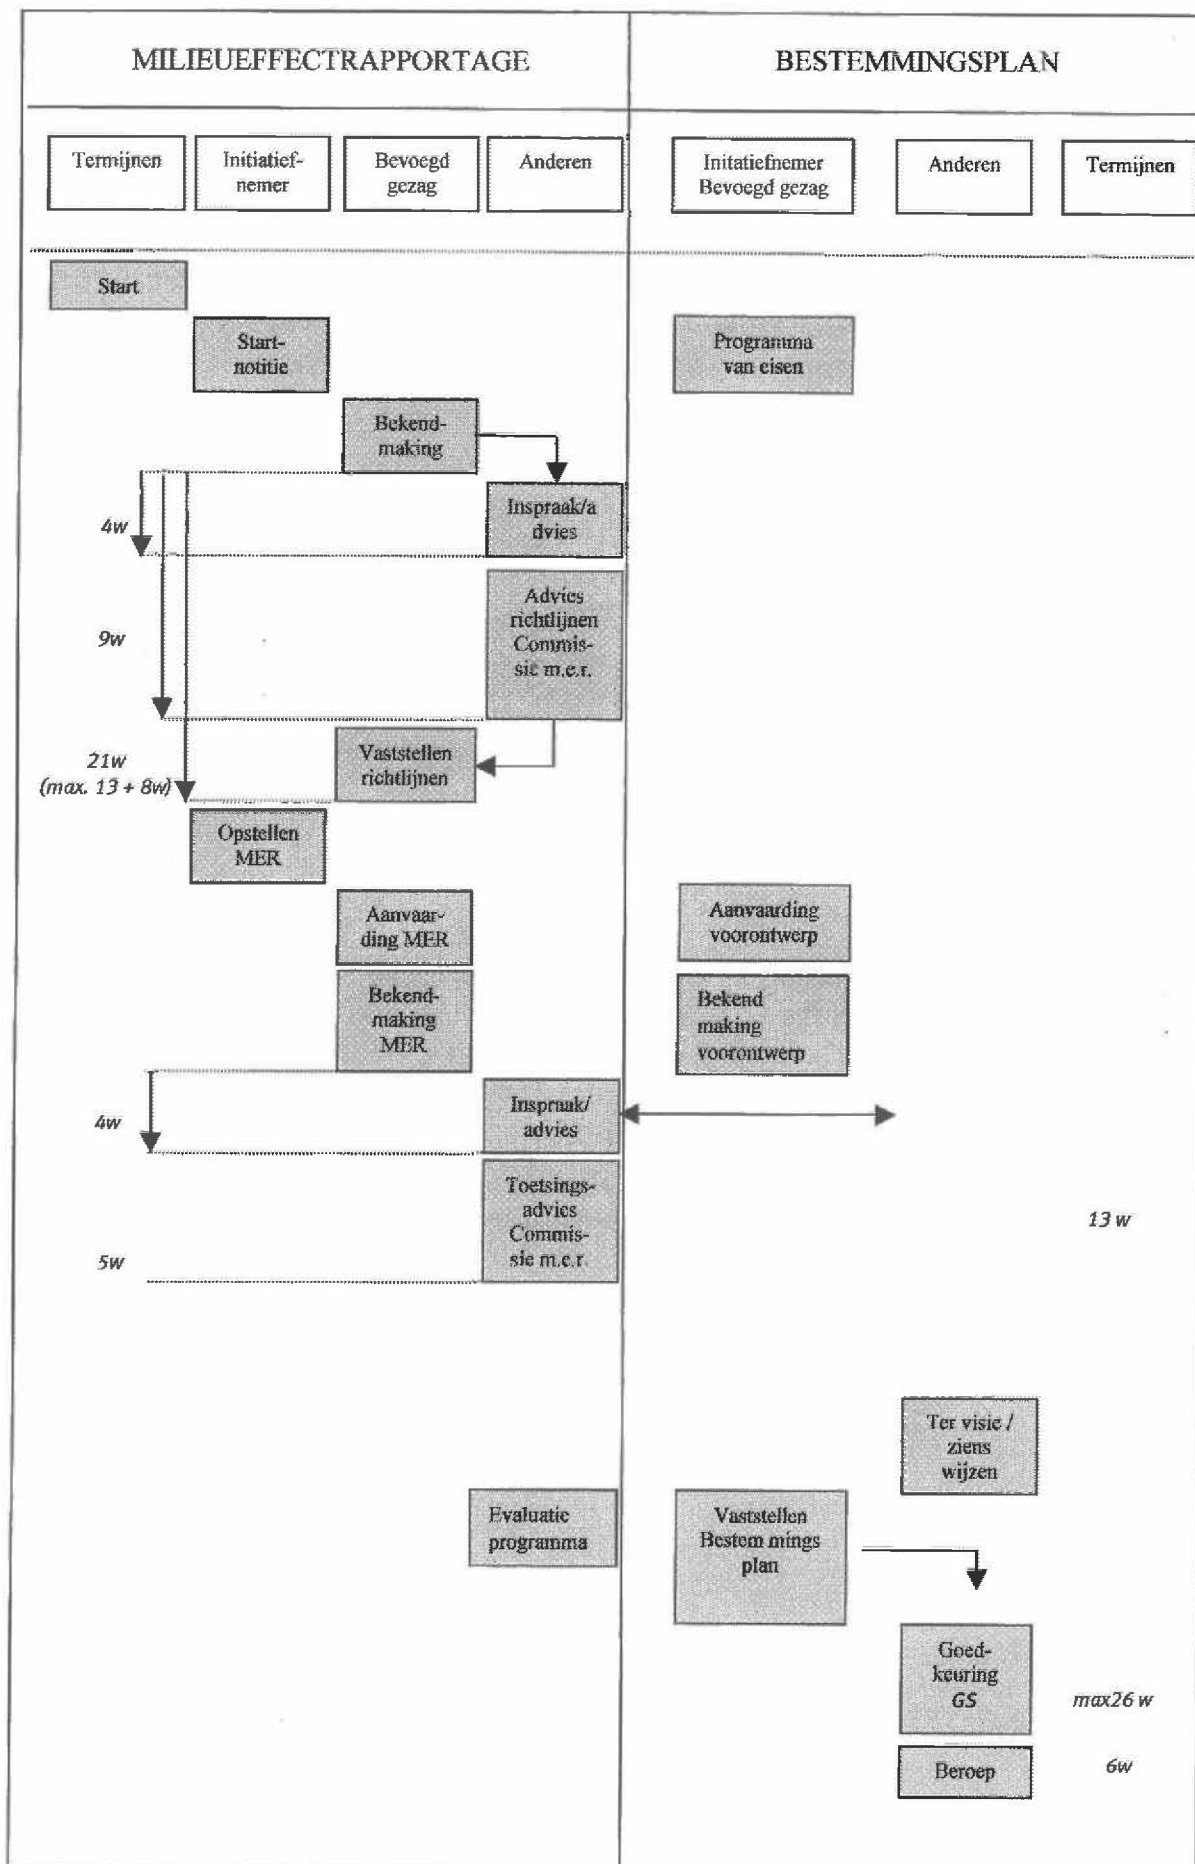 MILIEUEFFECTRAPPORTAGE
BESTEMMINGSPLAN
Termijnen
Initiatief-
nemer
Bevoegd
gezag
Anderen
Initatiefnemer
Bevoegd gezag
Anderen
Termijnen
Start
Start-
notitie
Programma
van eisen
Bekend-
making
4w
Inspraak/a
dvies
9w
Advies
richtlijnen
Commis-
sie m.e.r.
21w
(max. 13 + 8w)
Vaststellen
richtlijnen
Opstellen
MER
Aanvaar-
ding MER
Aanvaarding
voorontwerp
Bekend-
making
MER
Bekend
making
voorontwerp
4w
Inspraak/
advies
Toetsings-
advies
Commis-
sie m.e.r.
13 w
5w
Ter visie /
ziens
wijzen
Evaluatie
programma
Vaststellen
Bestem mings
plan
Goed-
keuring
GS
max26 w
Beroep
6w